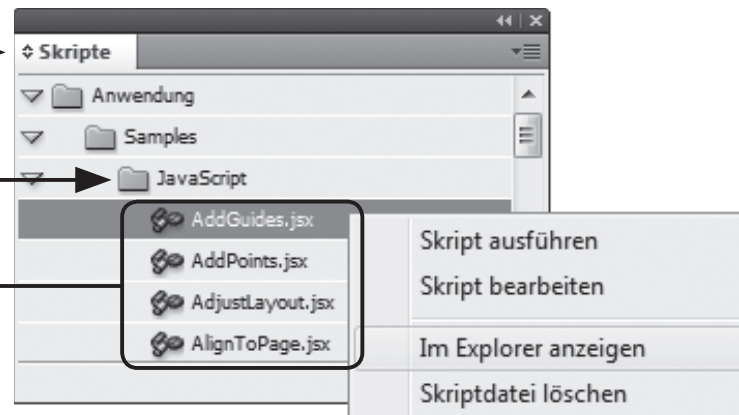 Skripte
Anwendung
Samples
JavaScript
AddGuides.jsx
AddPoints.jsx
AdjustLayout.jsx
AlignToPage.jsx
Skript ausführen
Skript bearbeiten
Im Explorer anzeigen
Skriptdatei löschen